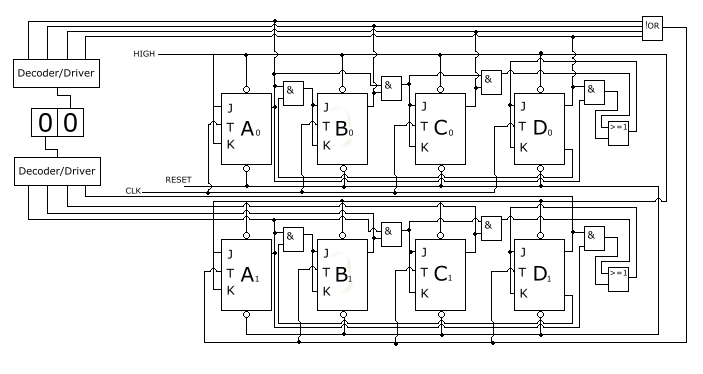 !OR
HIGH
Decoder/Driver
& & & &
J J J J
0 0
T A0 T B0 T C0 T D0
>=1
K K K K
Decoder/Driver
RESET
CLK
& & & &
J J J J
T A1 T B1 T C1 T D1
>=1
K K K K